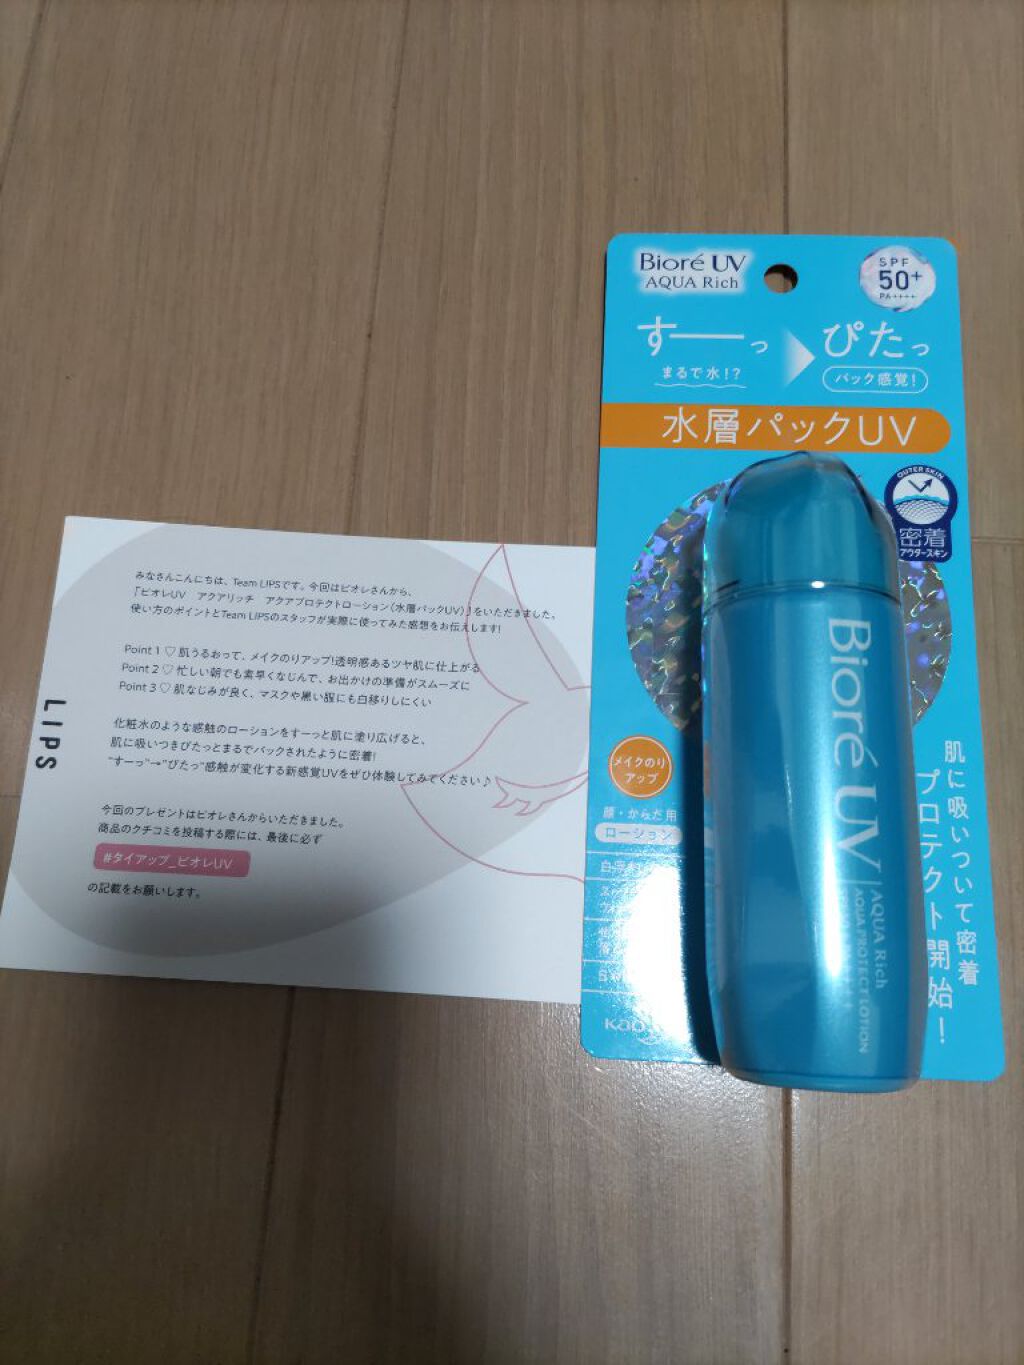 みなさんこんにちは、Team LIPSです。今回はビオレさんから、
「ビオレUV　アクアリッチ　アクアプロテクトローション(水層パックUV)」をいただきました。
使い方のポイントとTeam LIPSのスタッフが実際に使ってみた感想をお伝えします!
Point 1 ♡ 肌うるおって、メイクのりアップ!透明感あるツヤ肌に仕上がる
Point 2 ♡ 忙しい朝でも素早くなじんで、お出かけの準備がスムーズに
Point 3 ♡ 肌なじみが良く、マスクや黒い服にも白移りしにくい
化粧水のような感触のローションをすーっと肌に塗り広げると、
肌に吸いつきぴたっとまるでパックされたように密着!
"すーっ"→"ぴたっ"感触が変化する新感覚UVをぜひ体験してみてください♪
今回のプレゼントはビオレさんからいただきました。
商品のクチコミを投稿する際には、最後に必ず
#タイアップ_ビオレUV
の記載をお願いします。
LIPS
Bioré UV
AQUA Rich
SPF
50+
PA++++
すーっ
ぴたっ
まるで水!?
パック感覚!
水層パックUV
OUTER SKIN
密着
アウタースキン
メイクのり
アップ
顔・からだ用
ローション
肌に吸いついて密着
プロテクト開始!
Bioré UV
AQUA Rich
AQUA PROTECT LOTION
Kao